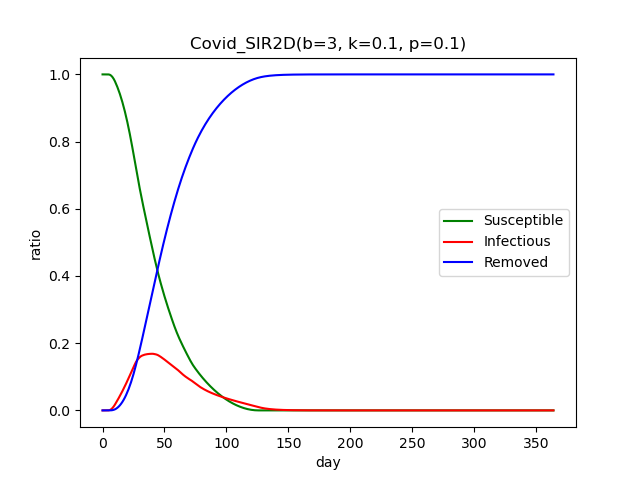 Covid_SIR2D(b=3, k=0.1, p=0.1)
1.0
0.8
0.6
0.4
0.2
0.0
ratio
Susceptible
Infectious
Removed
0 50 100 150 200 250 300 350
day